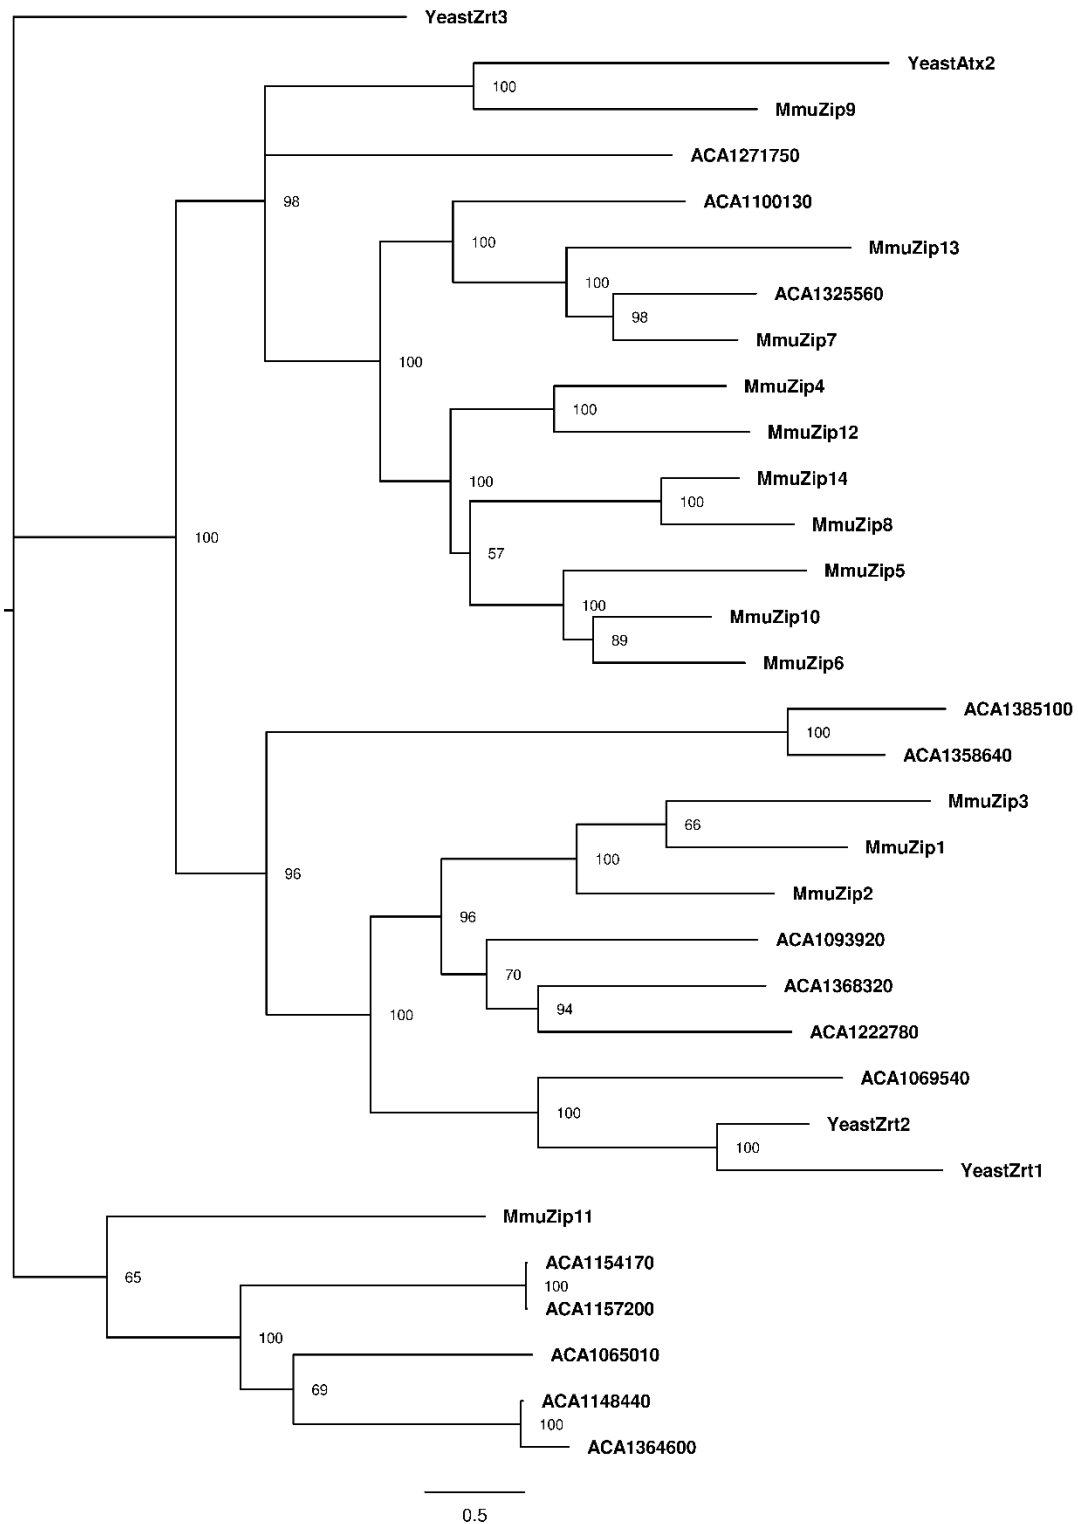 YeastZrt3
YeastAtx2
100
MmuZip9
ACA1271750
98
ACA1100130
100
MmuZip13
100
ACA1325560
98
MmuZip7
100
MmuZip4
100
MmuZip12
100
MmuZip14
100
MmuZip8
100
57
MmuZip5
100
MmuZip10
89
MmuZip6
ACA1385100
100
ACA1358640
MmuZip3
66
MmuZip1
100
96
MmuZip2
96
ACA1093920
70
ACA1368320
94
100
ACA1222780
ACA1069540
100
YeastZrt2
100
YeastZrt1
MmuZip11
65
ACA1154170
100
ACA1157200
100
ACA1065010
69
ACA1148440
100
ACA1364600
0.5